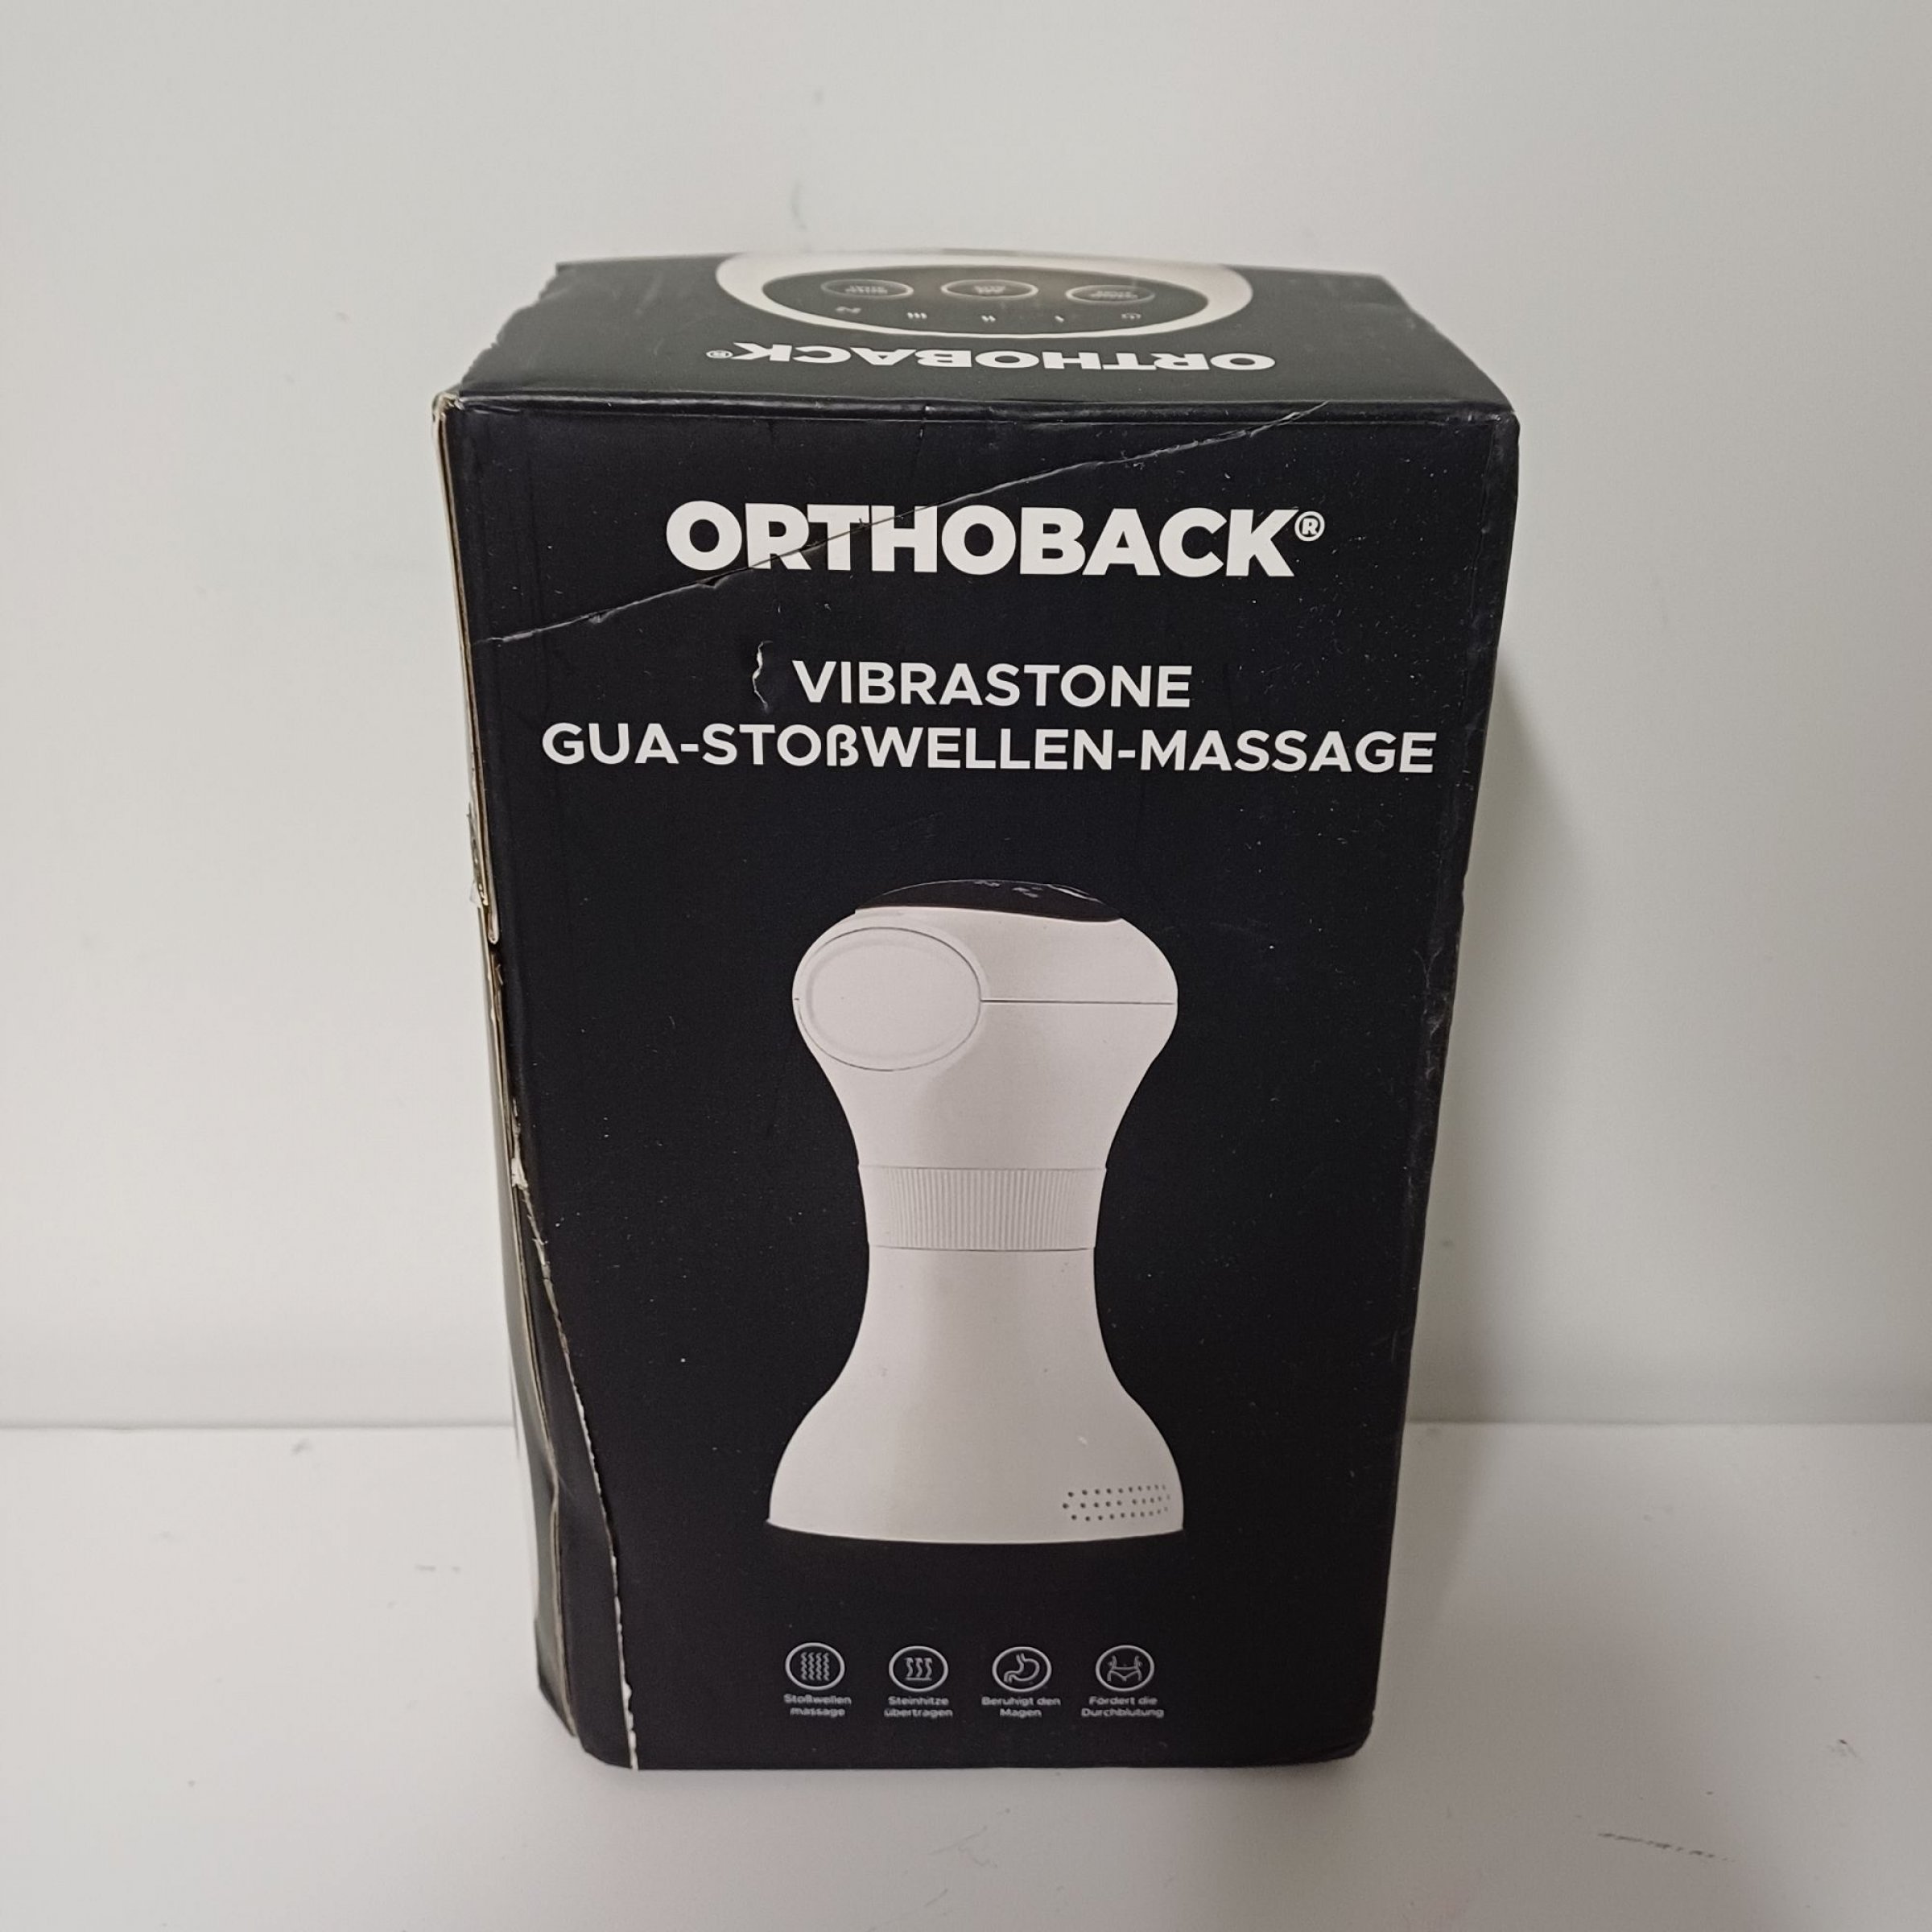 ORTHOBACK®
ORTHOBACK®
VIBRASTONE
GUA-STOßWELLEN-MASSAGE
Stoßwellen
massage
Steinhitze
übertragen
Beruhigt den
Magen
Fördert die
Durchblutung